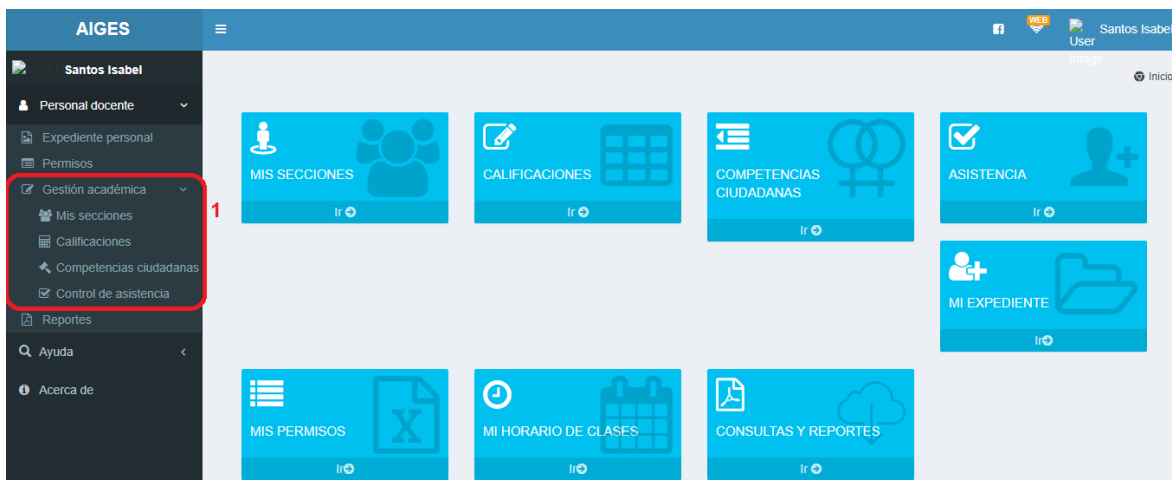 AIGES
WEB
User Image
Santos Isabel
Santos Isabel
Inicio
Personal docente
Expediente personal
Permisos
Gestión académica
Mis secciones
Calificaciones
Competencias ciudadanas
Control de asistencia
Reportes
Ayuda
Acerca de
1
MIS SECCIONES
Ir
CALIFICACIONES
Ir
COMPETENCIAS
CIUDADANAS
Ir
ASISTENCIA
Ir
MI EXPEDIENTE
Ir
MIS PERMISOS
X
Ir
MI HORARIO DE CLASES
Ir
CONSULTAS Y REPORTES
Ir